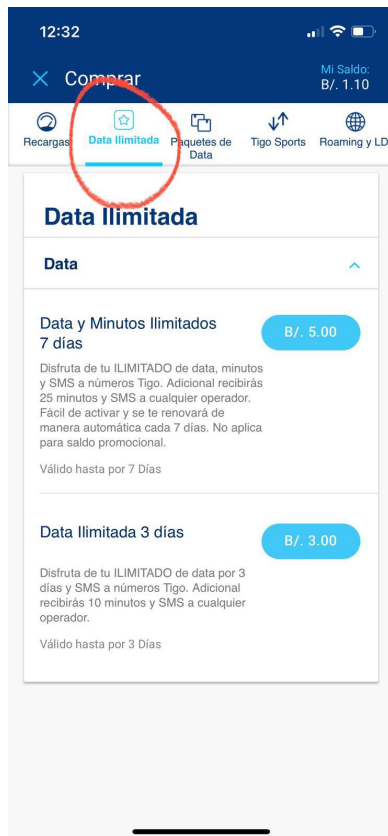 12:32
Comprar
Mi Saldo:
B/. 1.10
Recargas
Data Ilimitada
Paquetes de
Data
Tigo Sports
Roaming y LD
Data Ilimitada
Data
Data y Minutos Ilimitados
7 días
B/. 5.00
Disfruta de tu ILIMITADO de data, minutos
y SMS a números Tigo. Adicional recibirás
25 minutos y SMS a cualquier operador.
Fácil de activar y se te renovará de
manera automática cada 7 días. No aplica
para saldo promocional.
Válido hasta por 7 Días
Data Ilimitada 3 días
B/. 3.00
Disfruta de tu ILIMITADO de data por 3
días y SMS a números Tigo. Adicional
recibirás 10 minutos y SMS a cualquier
operador.
Válido hasta por 3 Días